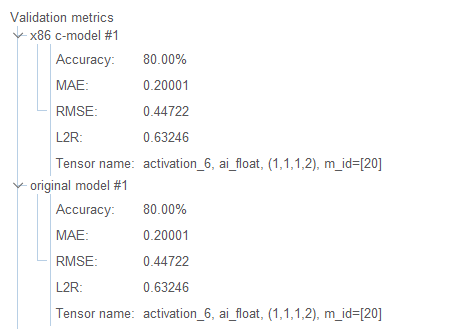 Validation metrics
x86 c-model #1
Accuracy: 80.00%
MAE: 0.20001
RMSE: 0.44722
L2R: 0.63246
Tensor name: activation_6, ai_float, (1,1,1,2), m_id=[20]
original model #1
Accuracy: 80.00%
MAE: 0.20001
RMSE: 0.44722
L2R: 0.63246
Tensor name: activation_6, ai_float, (1,1,1,2), m_id=[20]